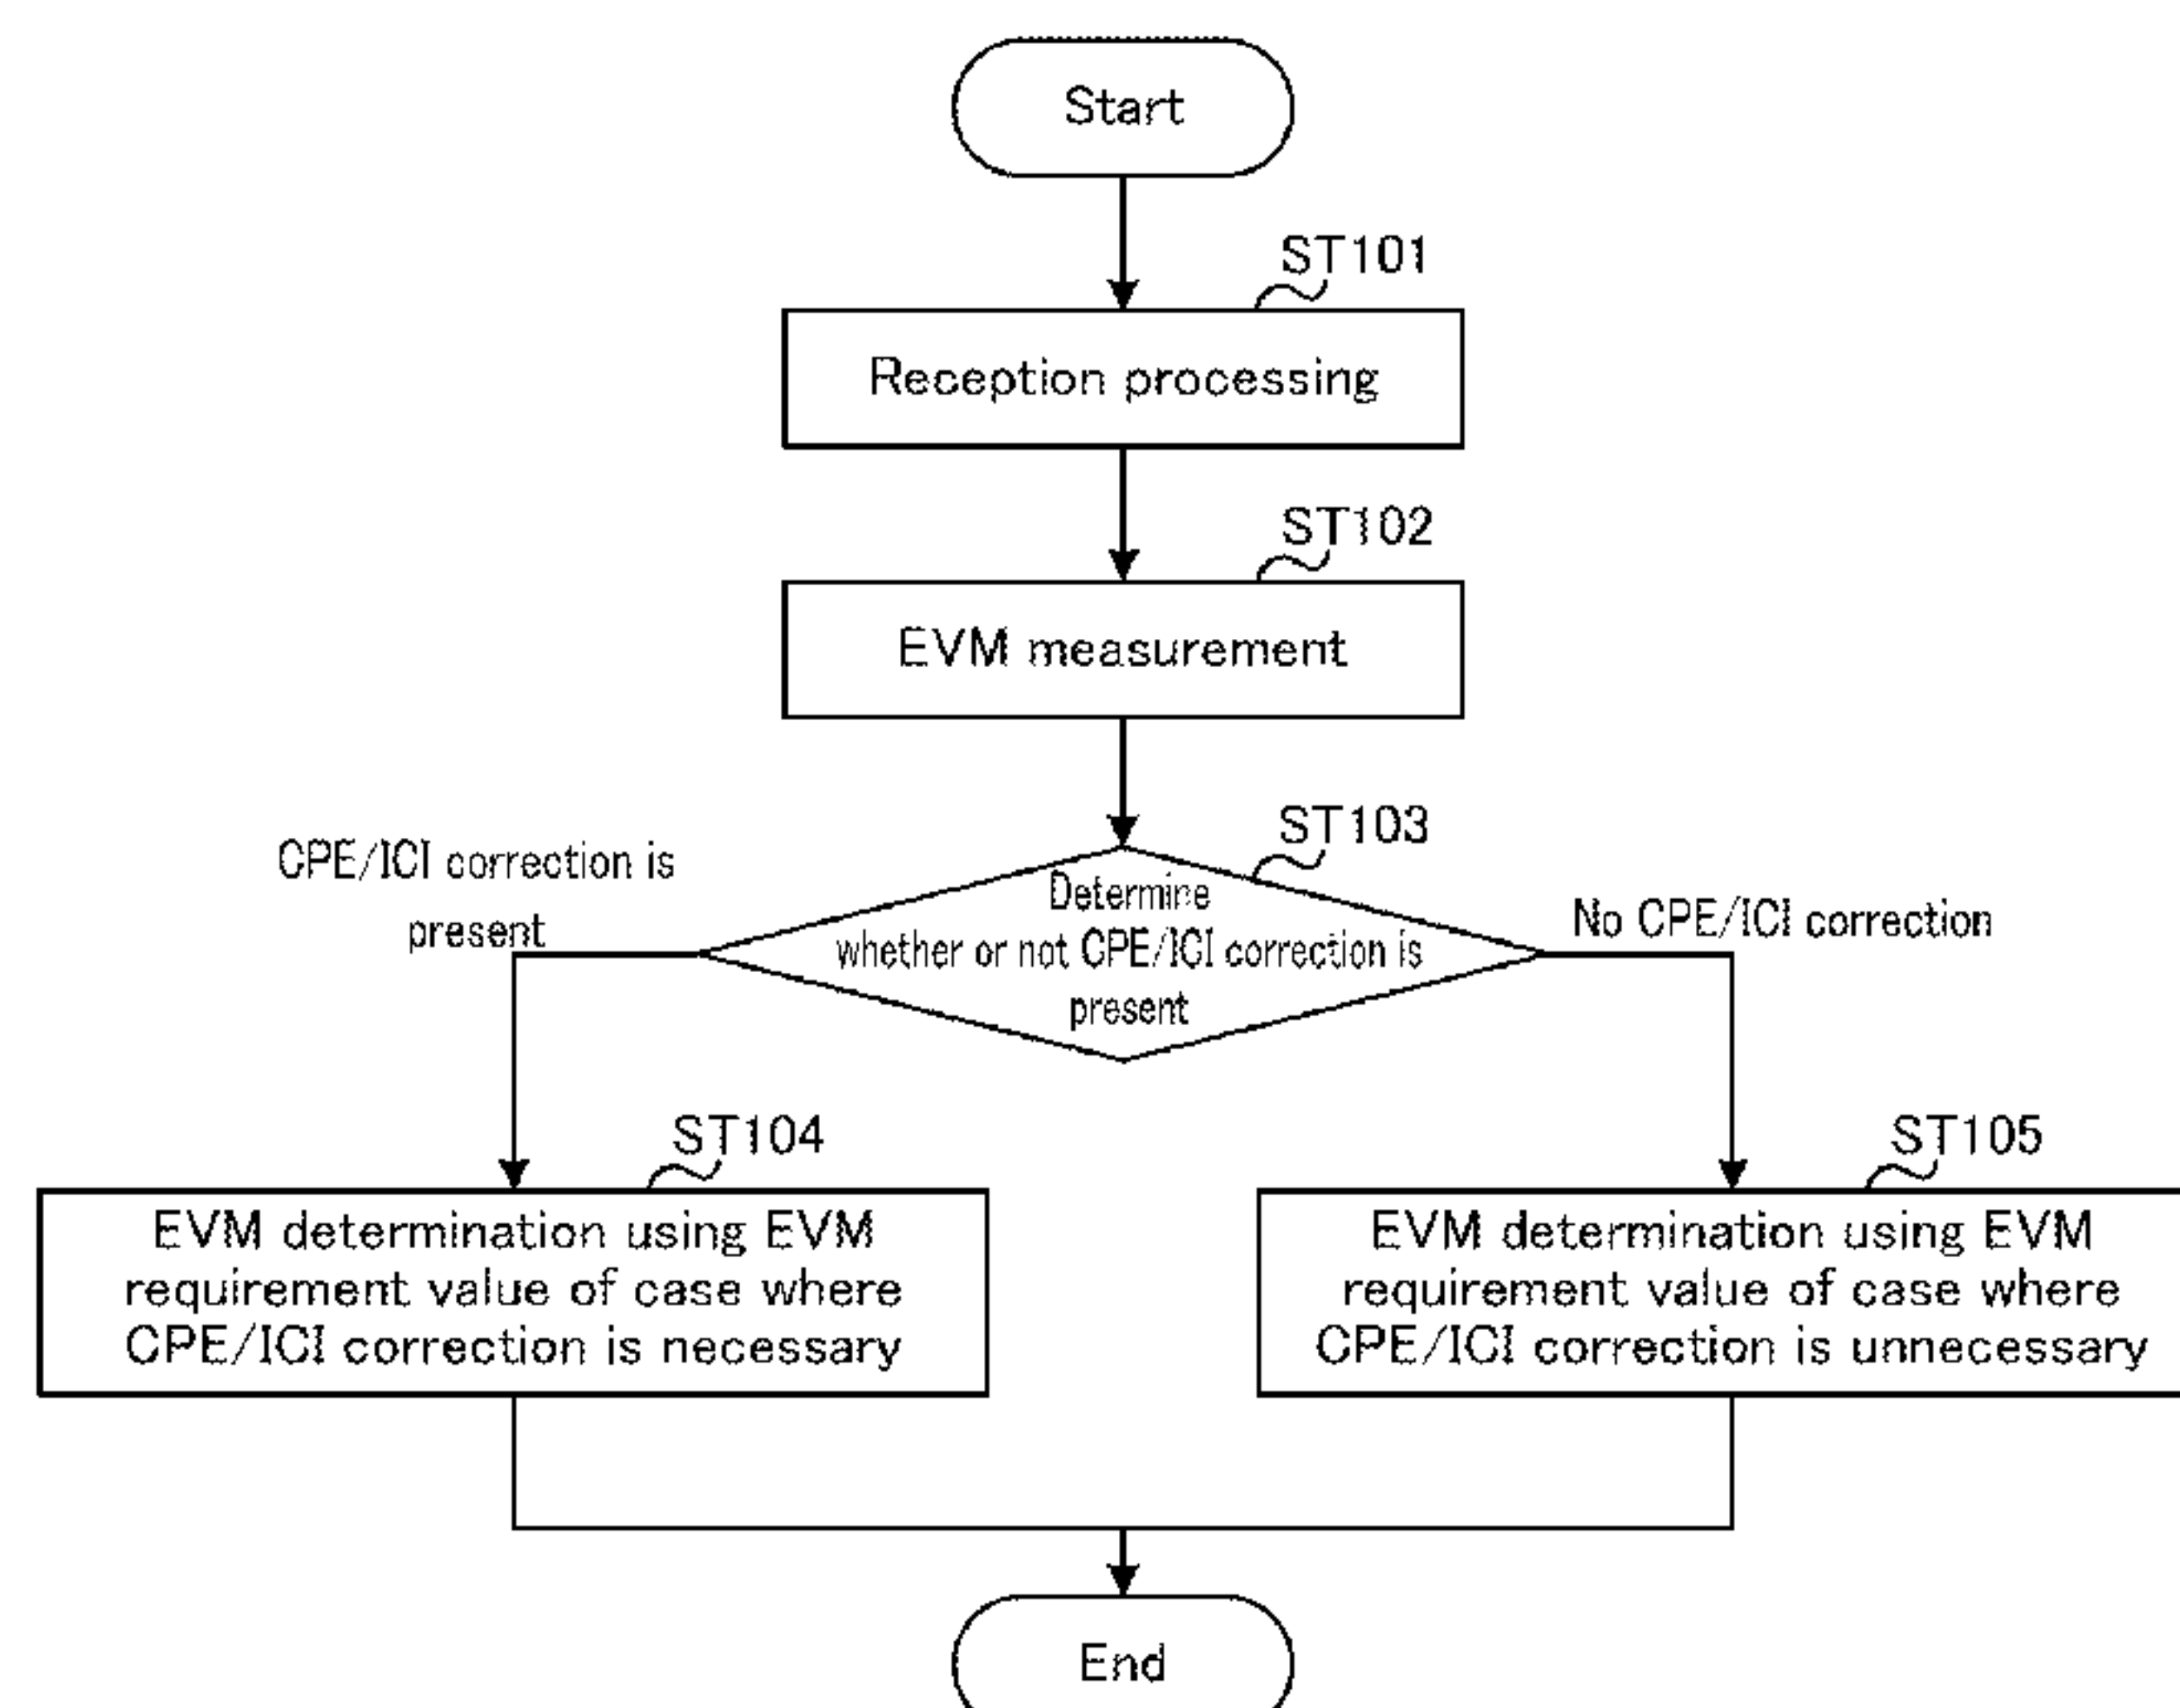 Start
ST101
Reception processing
ST102
EVM measurement
ST103
CPE/ICI correction is
present
Determine
whether or not CPE/ICI correction is
present
No CPE/ICI correction
ST104
EVM determination using EVM
requirement value of case where
CPE/ICI correction is necessary
ST105
EVM determination using EVM
requirement value of case where
CPE/ICI correction is unnecessary
End